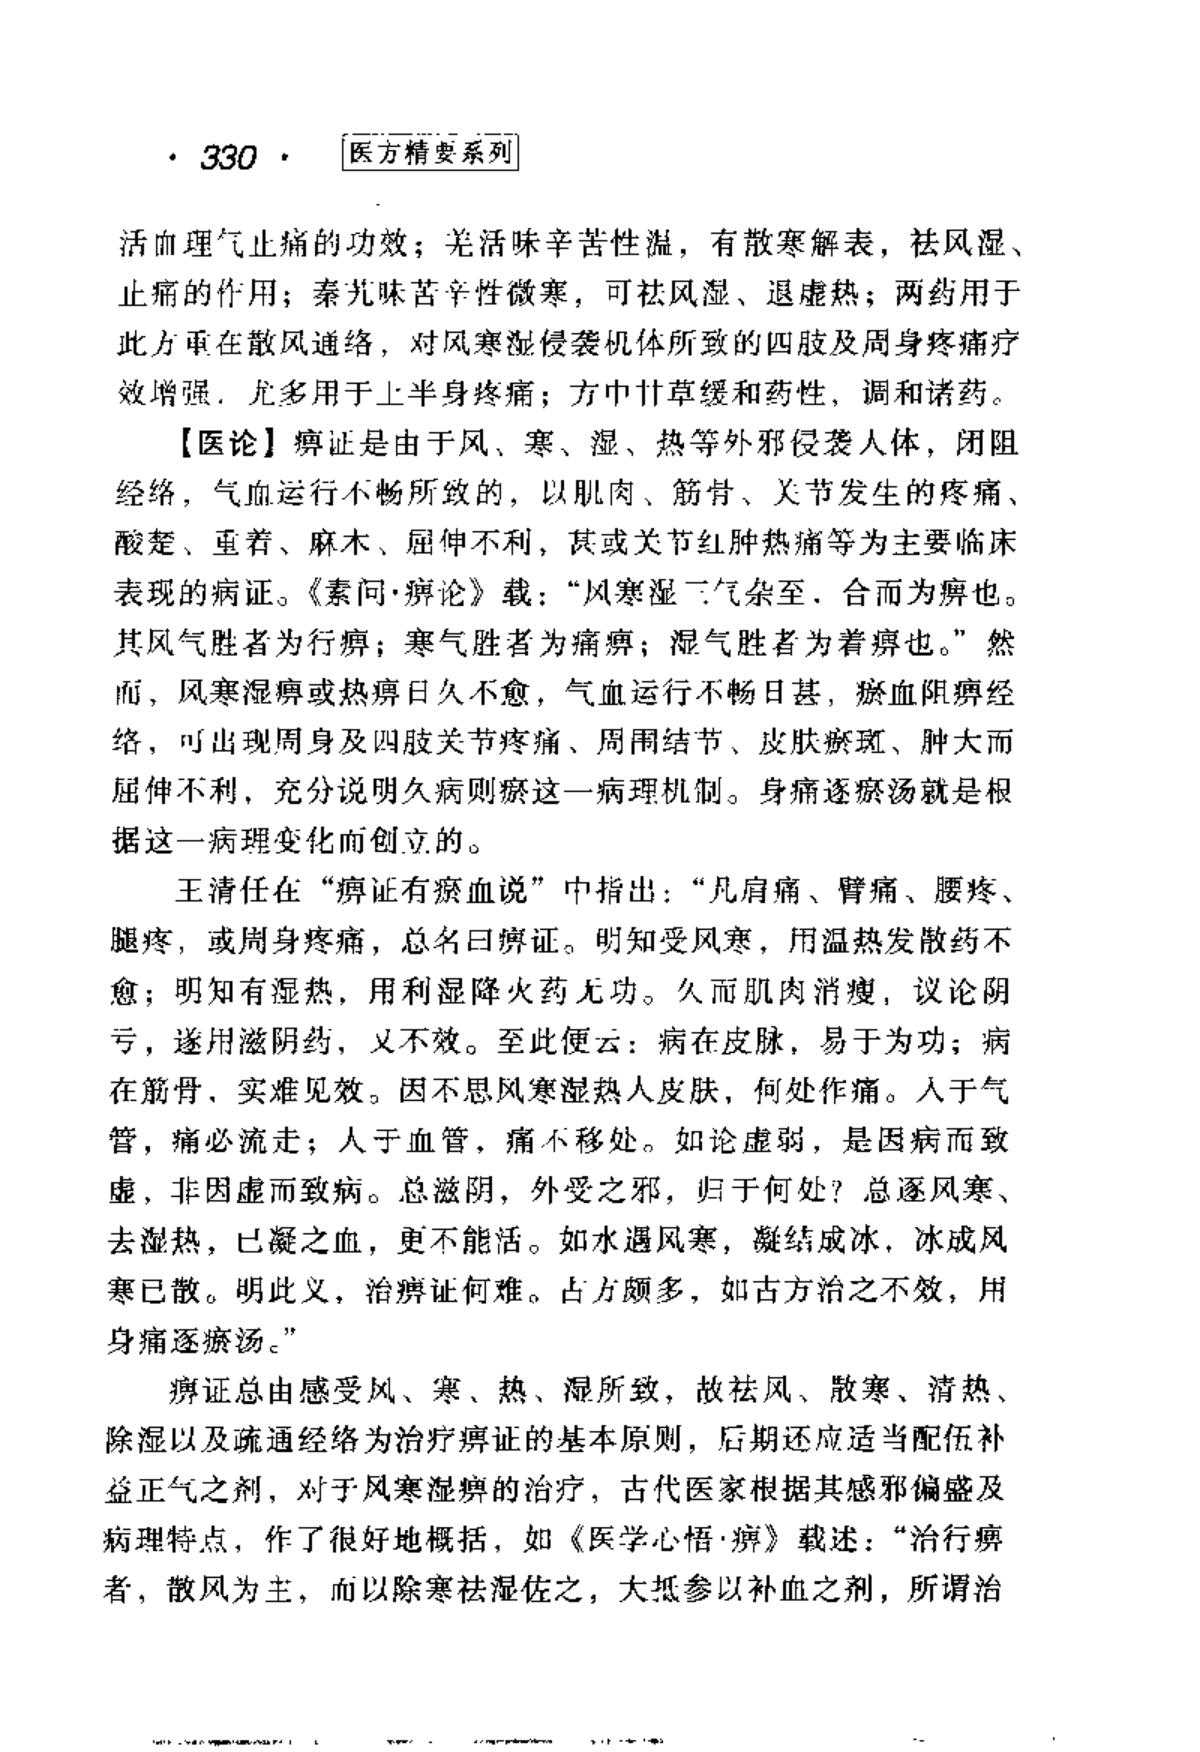 · 330 · 医方精要系列
活血理气止痛的功效；羌活味辛苦性温，有散寒解表，祛风湿、
止痛的作用；秦艽味苦辛性微寒，可祛风湿、退虚热；两药用于
此方重在散风通络，对风寒湿侵袭机体所致的四肢及周身疼痛疗
效增强．尤多用于上半身疼痛；方中甘草缓和药性，调和诸药。
【医论】痹证是由于风、寒、湿、热等外邪侵袭人体，闭阻
经络，气血运行不畅所致的，以肌肉、筋骨、关节发生的疼痛、
酸楚、重着、麻木、屈伸不利，甚或关节红肿热痛等为主要临床
表现的病证。《素问·痹论》载：“风寒湿三气杂至．合而为痹也。
其风气胜者为行痹；寒气胜者为痛痹；湿气胜者为着痹也。”然
而，风寒湿痹或热痹日久不愈，气血运行不畅日甚，瘀血阻痹经
络，可出现周身及四肢关节疼痛、周围结节、皮肤瘀斑、肿大而
屈伸不利，充分说明久病则瘀这一病理机制。身痛逐瘀汤就是根
据这一病理变化而创立的。
王清任在“痹证有瘀血说”中指出：“凡肩痛、臂痛、腰疼、
腿疼，或周身疼痛，总名曰痹证。明知受风寒，用温热发散药不
愈；明知有湿热，用利湿降火药无功。久而肌肉消瘦，议论阴
亏，遂用滋阴药，又不效。至此便云：病在皮脉，易于为功；病
在筋骨，实难见效。因不思风寒湿热人皮肤，何处作痛。入于气
管，痛必流走；人于血管，痛不移处。如论虚弱，是因病而致
虚，非因虚而致病。总滋阴，外受之邪，归于何处？总逐风寒、
去湿热，已凝之血，更不能活。如水遇风寒，凝结成冰，冰成风
寒已散。明此义，治痹证何难。古方颇多，如古方治之不效，用
身痛逐瘀汤。”
痹证总由感受风、寒、热、湿所致，故祛风、散寒、清热、
除湿以及疏通经络为治疗痹证的基本原则，后期还应适当配伍补
益正气之剂，对于风寒湿痹的治疗，古代医家根据其感邪偏盛及
病理特点，作了很好地概括，如《医学心悟·痹》载述：“治行痹
者，散风为主，而以除寒祛湿佐之，大抵参以补血之剂，所谓治